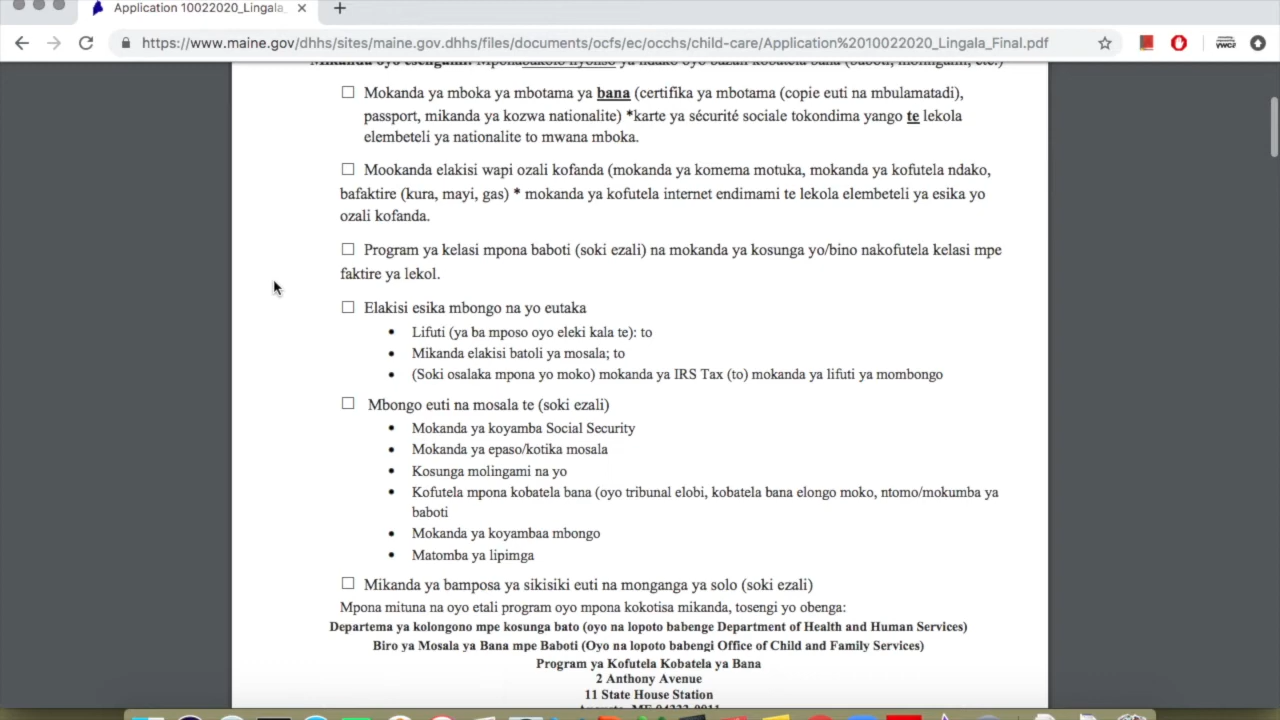 Application 10022020_Lingala_
https://www.maine.gov/dhhs/sites/maine.gov.dhhs/files/documents/ocfs/ec/occhs/child-care/Application%2010022020_Lingala_Final.pdf
Mokanda ya mboka ya mbotama ya bana (certifika ya mbotama (copie euti na mbulamatadi),
passport, mikanda ya kozwa nationalite) *karte ya sécurité sociale tokondima yango te lekola
elembeteli ya nationalite to mwana mboka.
Mookanda elakisi wapi ozali kofanda (mokanda ya komema motuka, mokanda ya kofutela ndako,
bafaktire (kura, mayi, gas) * mokanda ya kofutela internet endimami te lekola elembeteli ya esika yo
ozali kofanda.
Program ya kelasi mpona baboti (soki ezali) na mokanda ya kosunga yo/bino nakofutela kelasi mpe
faktire ya lekol.
Elakisi esika mbongo na yo eutaka
• Lifuti (ya ba mposo oyo eleki kala te): to
• Mikanda elakisi batoli ya mosala; to
• (Soki osalaka mpona yo moko) mokanda ya IRS Tax (to) mokanda ya lifuti ya mombongo
Mbongo euti na mosala te (soki ezali)
• Mokanda ya koyamba Social Security
• Mokanda ya epaso/kotika mosala
• Kosunga molingami na yo
• Kofutela mpona kobatela bana (oyo tribunal elobi, kobatela bana elongo moko, ntomo/mokumba ya
baboti
• Mokanda ya koyambaa mbongo
• Matomba ya lipimga
Mikanda ya bamposa ya sikisiki euti na monganga ya solo (soki ezali)
Mpona mituna na oyo etali program oyo mpona kokotisa mikanda, tosengi yo obenga:
Departema ya kolongono mpe kosunga bato (oyo na lopoto babenge Department of Health and Human Services)
Biro ya Mosala ya Bana mpe Baboti (Oyo na lopoto babengi Office of Child and Family Services)
Program ya Kofutela Kobatela ya Bana
2 Anthony Avenue
11 State House Station